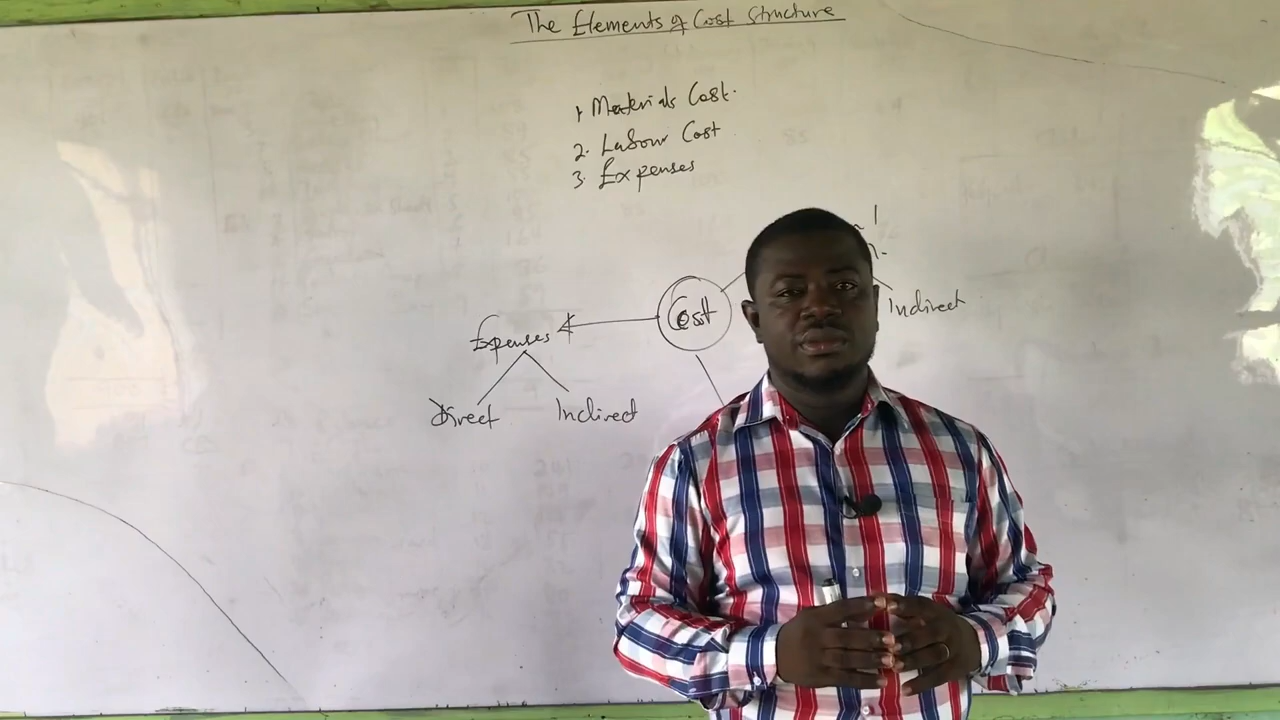 The Elements of Cost Structure
1. Materials Cost.
2. Labour Cost
3. Expenses
Cost
Indirect
Expenses
Direct
Indirect